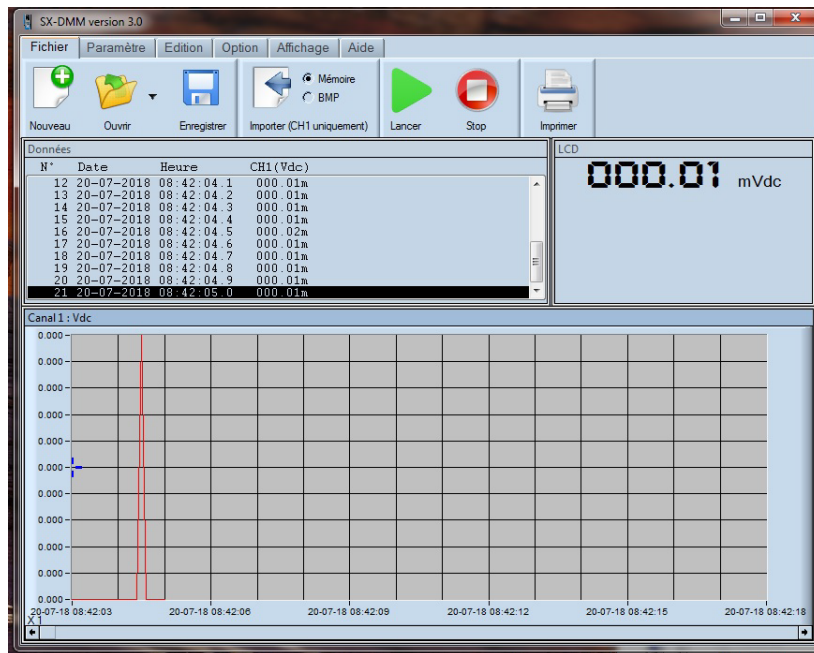 SX-DMM version 3.0
Fichier Paramètre Edition Option Affichage Aide
Mémoire
BMP
Nouveau Ouvrir Enregistrer Importer (CH1 uniquement) Lancer Stop Imprimer
Données
N° Date Heure CH1(Vdc)
12 20-07-2018 08:42:04.1 000.01m
13 20-07-2018 08:42:04.2 000.01m
14 20-07-2018 08:42:04.3 000.01m
15 20-07-2018 08:42:04.4 000.01m
16 20-07-2018 08:42:04.5 000.02m
17 20-07-2018 08:42:04.6 000.01m
18 20-07-2018 08:42:04.7 000.01m
19 20-07-2018 08:42:04.8 000.01m
20 20-07-2018 08:42:04.9 000.01m
21 20-07-2018 08:42:05.0 000.01m
LCD
000.01 mVdc
Canal 1 : Vdc
0.000
0.000
0.000
0.000
0.000
0.000
0.000
0.000
0.000
0.000
0.000
20-07-18 08:42:03 20-07-18 08:42:06 20-07-18 08:42:09 20-07-18 08:42:12 20-07-18 08:42:15 20-07-18 08:42:18
X 1